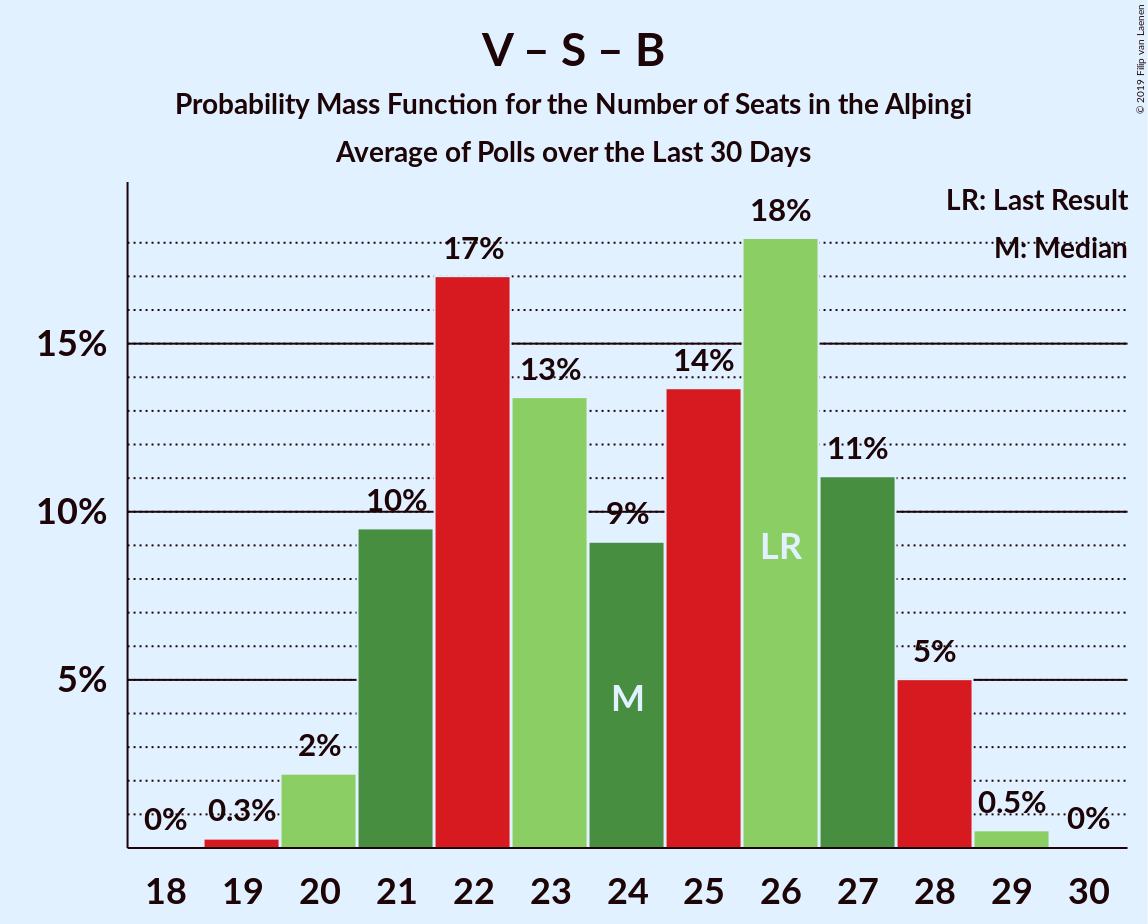 V – S – B
Probability Mass Function for the Number of Seats in the Alþingi
Average of Polls over the Last 30 Days
© 2019 Filip van Laenen
LR: Last Result
M: Median
15%
10%
5%
0%
0.3%
2%
10%
17%
13%
9%
14%
18%
11%
5%
0.5%
0%
LR
M
18 19 20 21 22 23 24 25 26 27 28 29 30